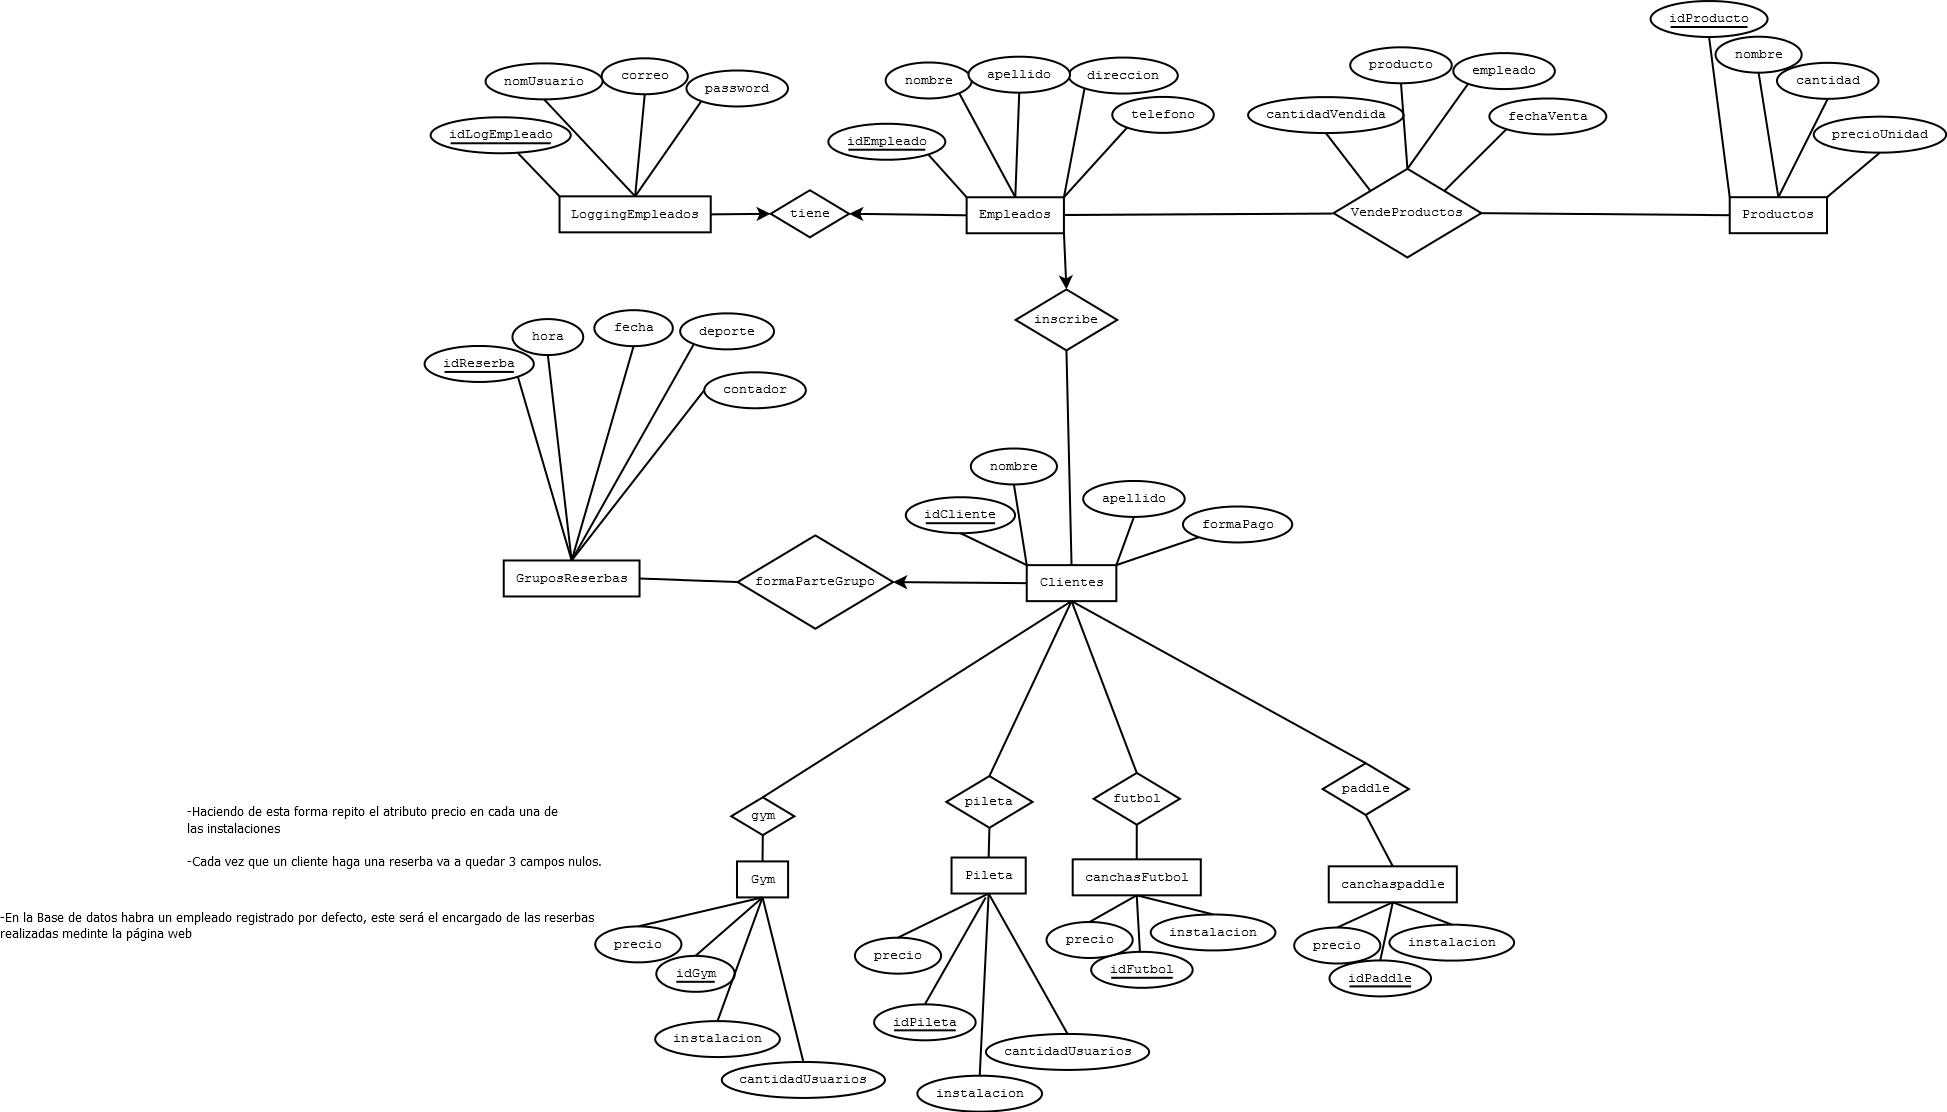 idProducto
nombre
cantidad
precioUnidad
producto
empleado
cantidadVendida
fechaVenta
nomUsuario
correo
password
idLogEmpleado
nombre
apellido
direccion
telefono
idEmpleado
LoggingEmpleados
tiene
Empleados
VendeProductos
Productos
inscribe
idReserba
hora
fecha
deporte
contador
nombre
idCliente
apellido
formaPago
GruposReserbas
formaParteGrupo
Clientes
gym
pileta
futbol
paddle
-Haciendo de esta forma repito el atributo precio en cada una de
las instalaciones
-Cada vez que un cliente haga una reserba va a quedar 3 campos nulos.
-En la Base de datos habra un empleado registrado por defecto, este será el encargado de las reserbas
realizadas medinte la página web
Gym
Pileta
canchasFutbol
canchaspaddle
precio
idGym
instalacion
cantidadUsuarios
precio
idPileta
instalacion
cantidadUsuarios
precio
idFutbol
instalacion
precio
idPaddle
instalacion